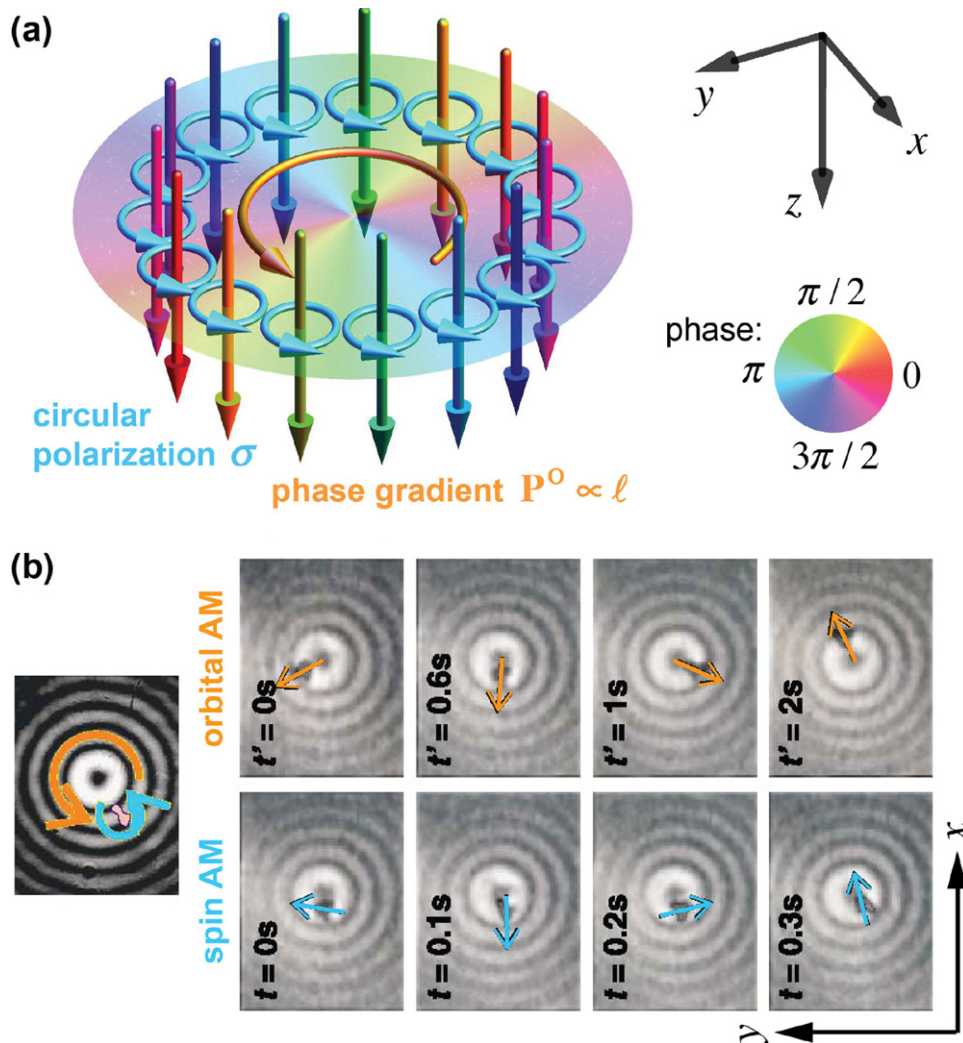 (a)
y
x
z
phase:
π / 2
π
0
3π / 2
circular
polarization σ
phase gradient P^O ∝ ℓ
(b)
orbital AM
t' = 0s
t' = 0.6s
t' = 1s
t' = 2s
spin AM
t = 0s
t = 0.1s
t = 0.2s
t = 0.3s
x
y